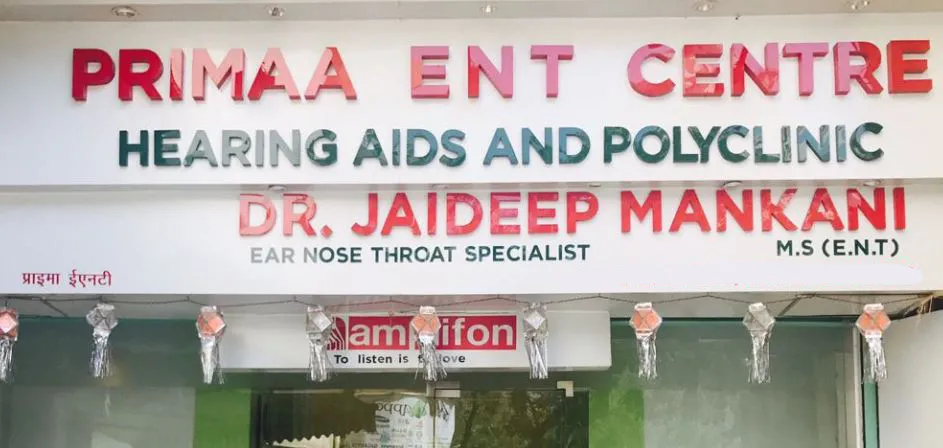 PRIMAA ENT CENTRE
HEARING AIDS AND POLYCLINIC
DR. JAIDEEP MANKANI
EAR NOSE THROAT SPECIALIST
M.S (E.N.T)
प्राइमा ईएनटी
amplifon
To listen is to love